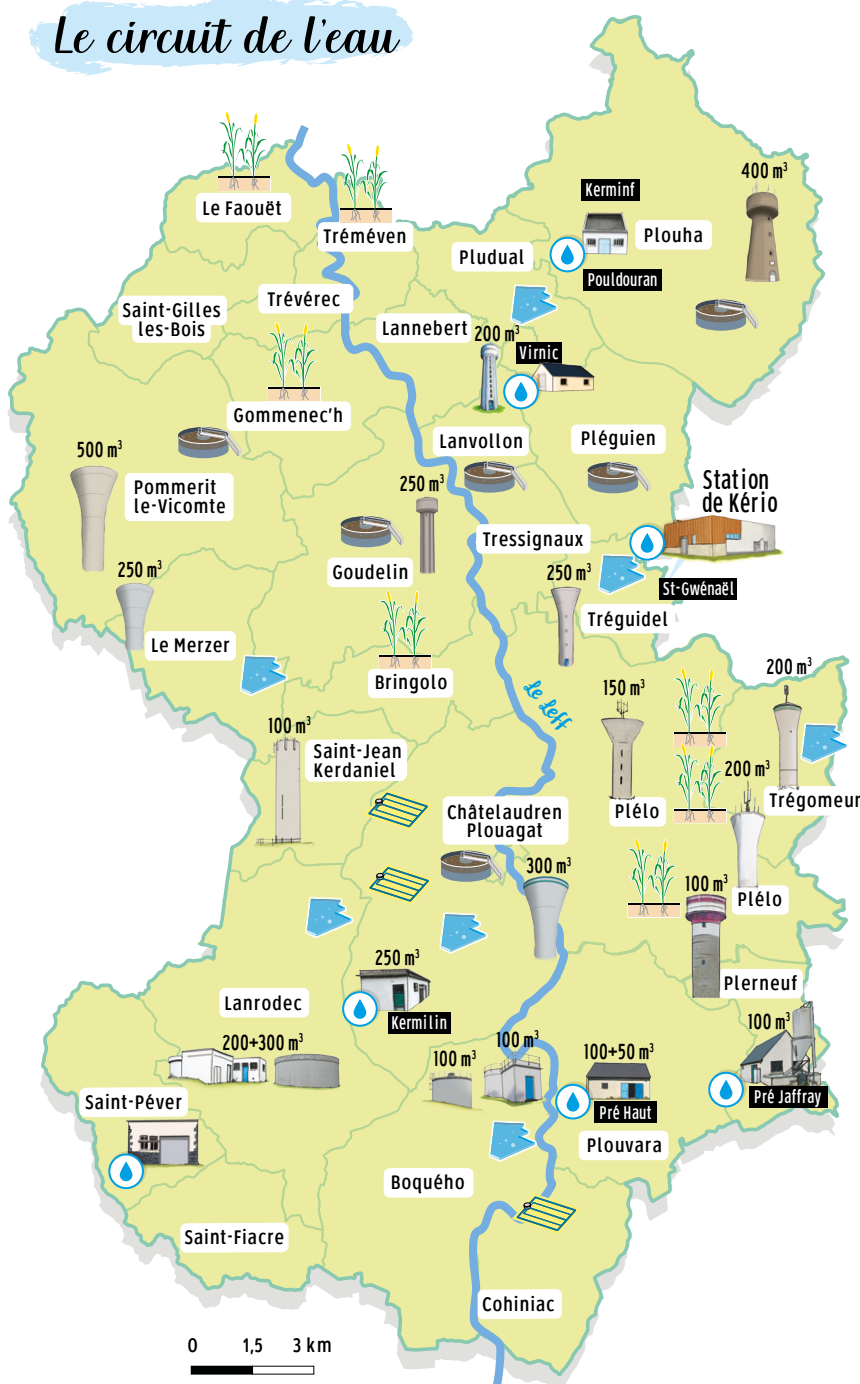 Le circuit de l'eau
Le Faouët
Tréméven
400 m³
Kerminf
Plouha
Pludual
Pouldouran
Saint-Gilles
les-Bois
Trévérec
Lannebert
200 m³
Virnic
Gommenec'h
Lanvollon
Pléguien
500 m³
Pommerit
le-Vicomte
250 m³
Station
de Kério
Tressignaux
Goudelin
250 m³
250 m³
St-Gwénaël
Tréguidel
Le Merzer
Bringolo
Le Leff
150 m³
200 m³
100 m³
Saint-Jean
Kerdaniel
200 m³
Trégomeur
Plélo
Châtelaudren
Plouagat
300 m³
100 m³
Plélo
250 m³
Plerneuf
Lanrodec
Kermilin
200+300 m³
100 m³
100 m³
100+50 m³
100 m³
Saint-Péver
Pré Haut
Pré Jaffray
Plouvara
Boquého
Saint-Fiacre
Cohiniac
0 1,5 3 km